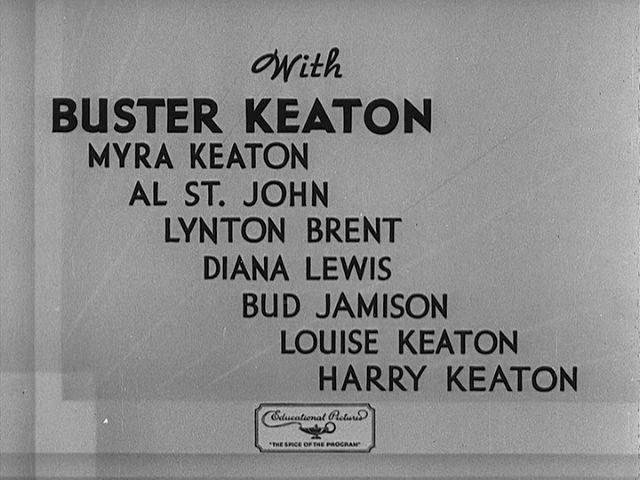 With
BUSTER KEATON
MYRA KEATON
AL ST. JOHN
LYNTON BRENT
DIANA LEWIS
BUD JAMISON
LOUISE KEATON
HARRY KEATON
Educational Pictures
"THE SPICE OF THE PROGRAM"